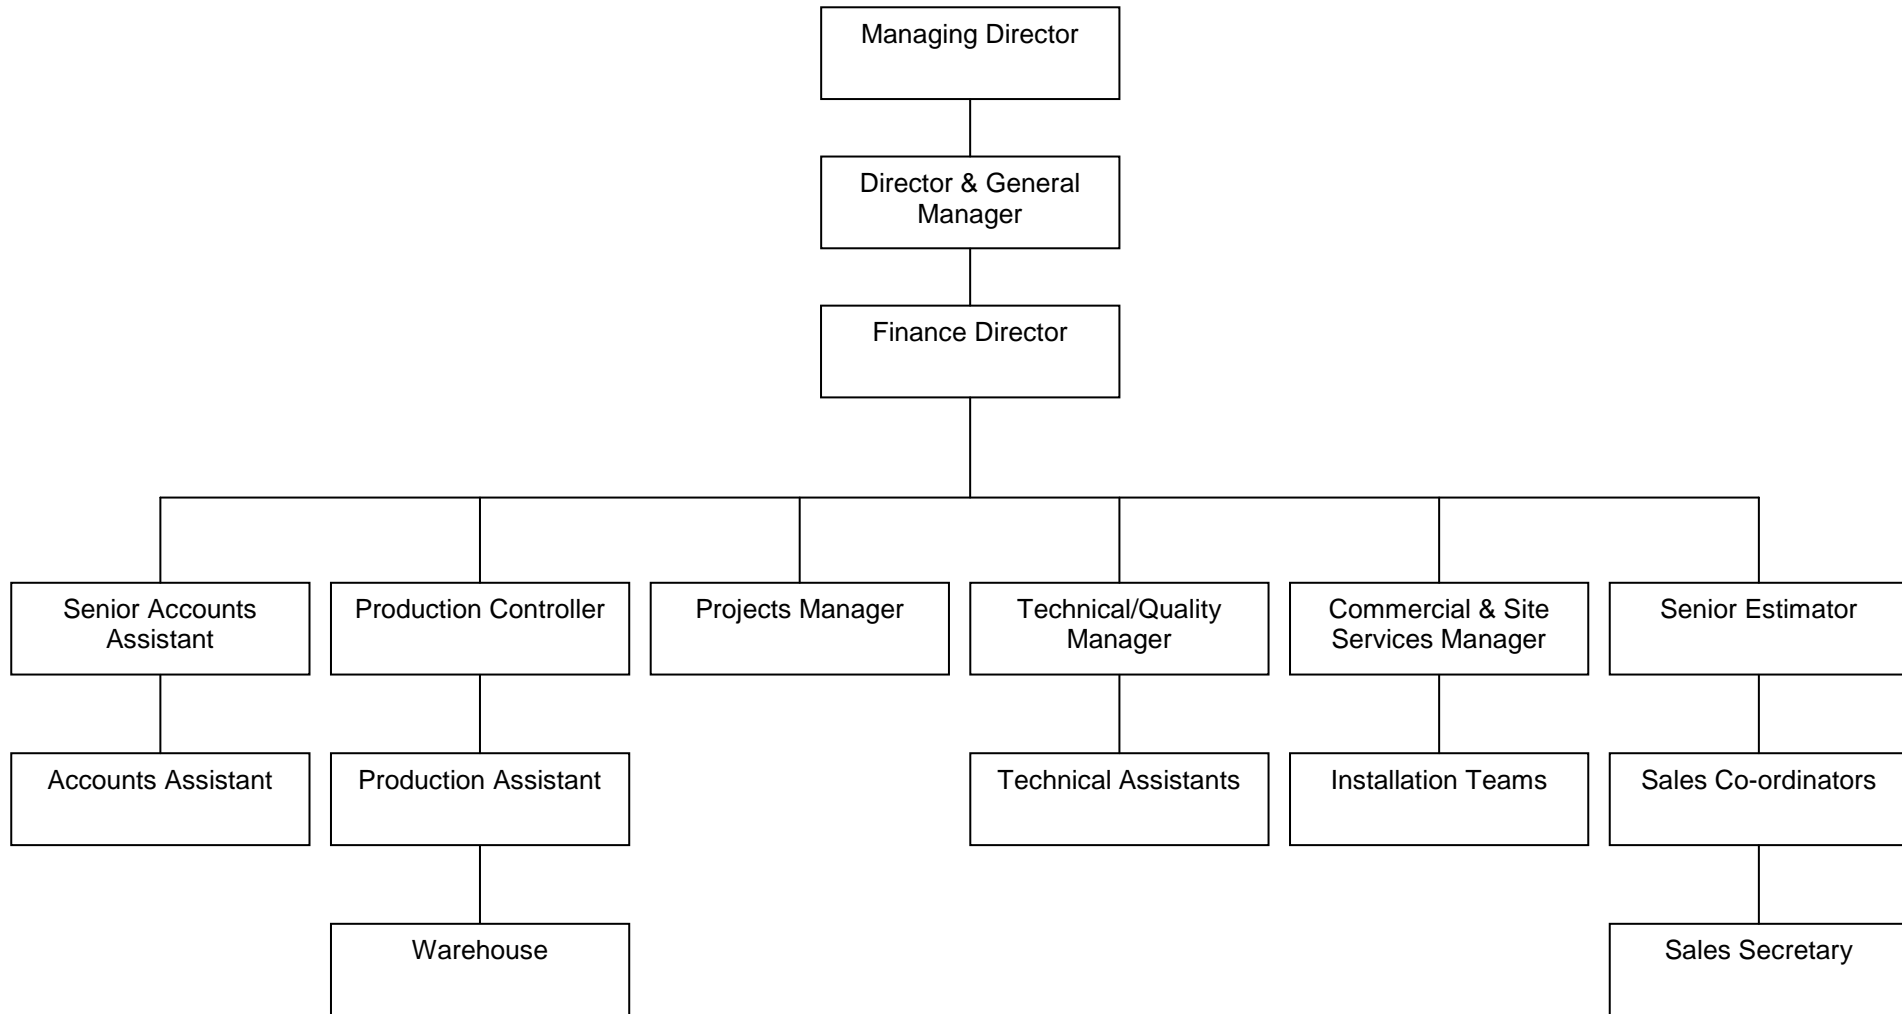 Managing Director
Director & General
Manager
Finance Director
Senior Accounts
Assistant
Production Controller
Projects Manager
Technical/Quality
Manager
Commercial & Site
Services Manager
Senior Estimator
Accounts Assistant
Production Assistant
Technical Assistants
Installation Teams
Sales Co-ordinators
Warehouse
Sales Secretary